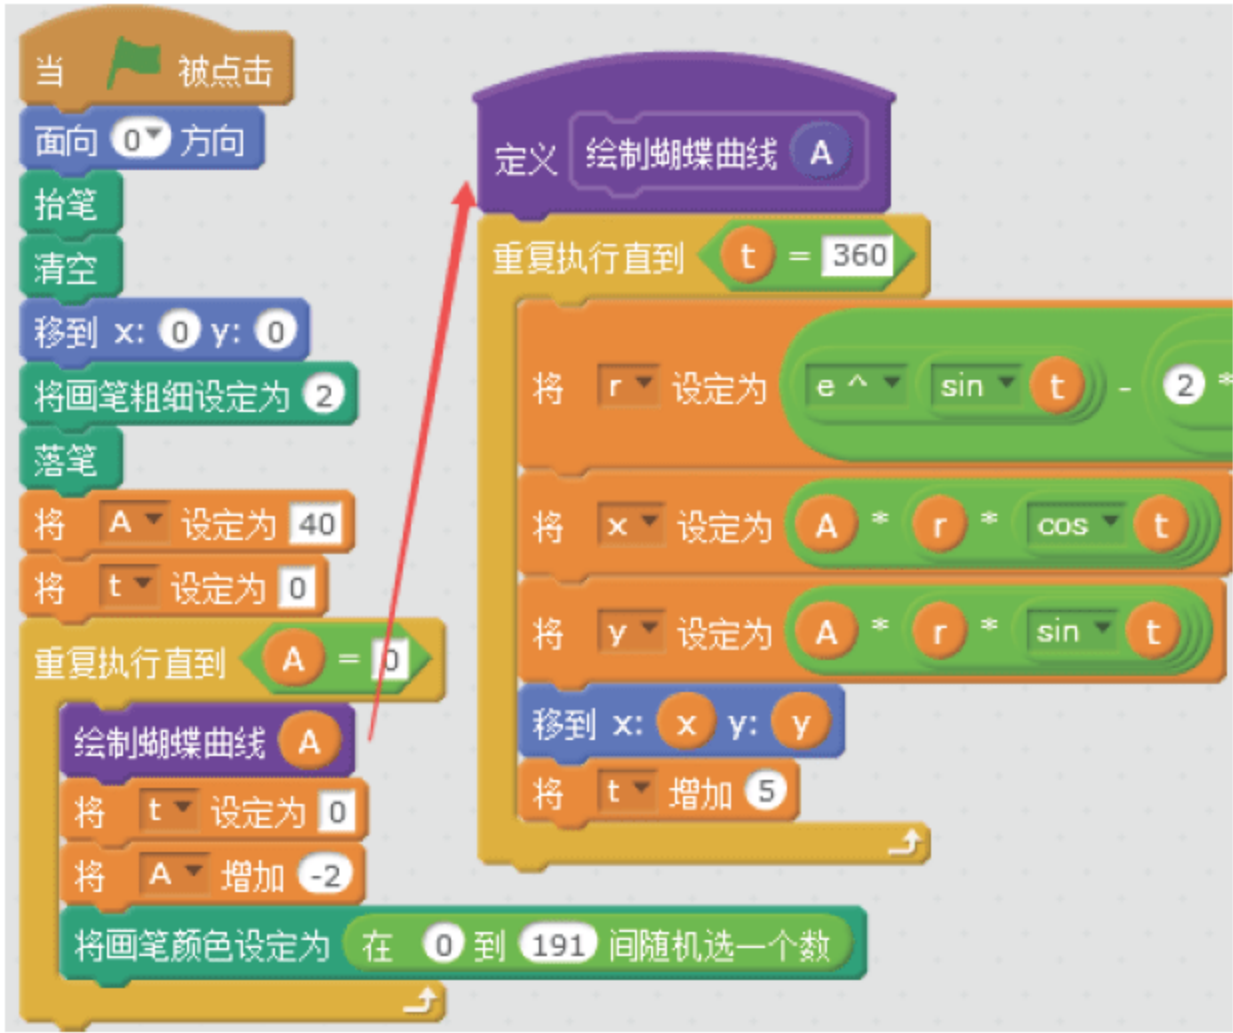 当 被点击
面向 0 方向
抬笔
清空
移到 x: 0 y: 0
将画笔粗细设定为 2
落笔
将 A 设定为 40
将 t 设定为 0
重复执行直到 A = 0
绘制蝴蝶曲线 A
将 t 设定为 0
将 A 增加 -2
将画笔颜色设定为 在 0 到 191 间随机选一个数
定义 绘制蝴蝶曲线 A
重复执行直到 t = 360
将 r 设定为 e ^ sin t - 2 *
将 x 设定为 A * r * cos t
将 y 设定为 A * r * sin t
移到 x: x y: y
将 t 增加 5